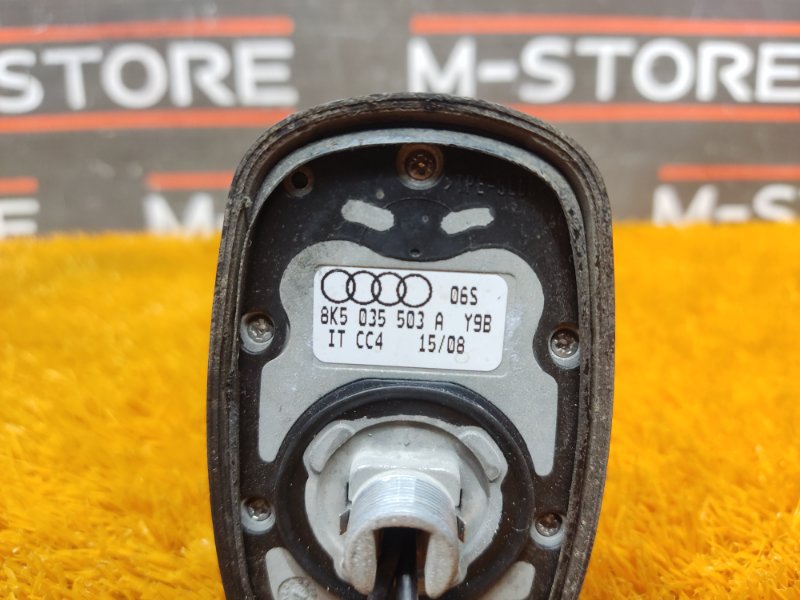 M-STORE
M-STORE
06S
8K5 035 503 A Y9B
IT CC4 15/08